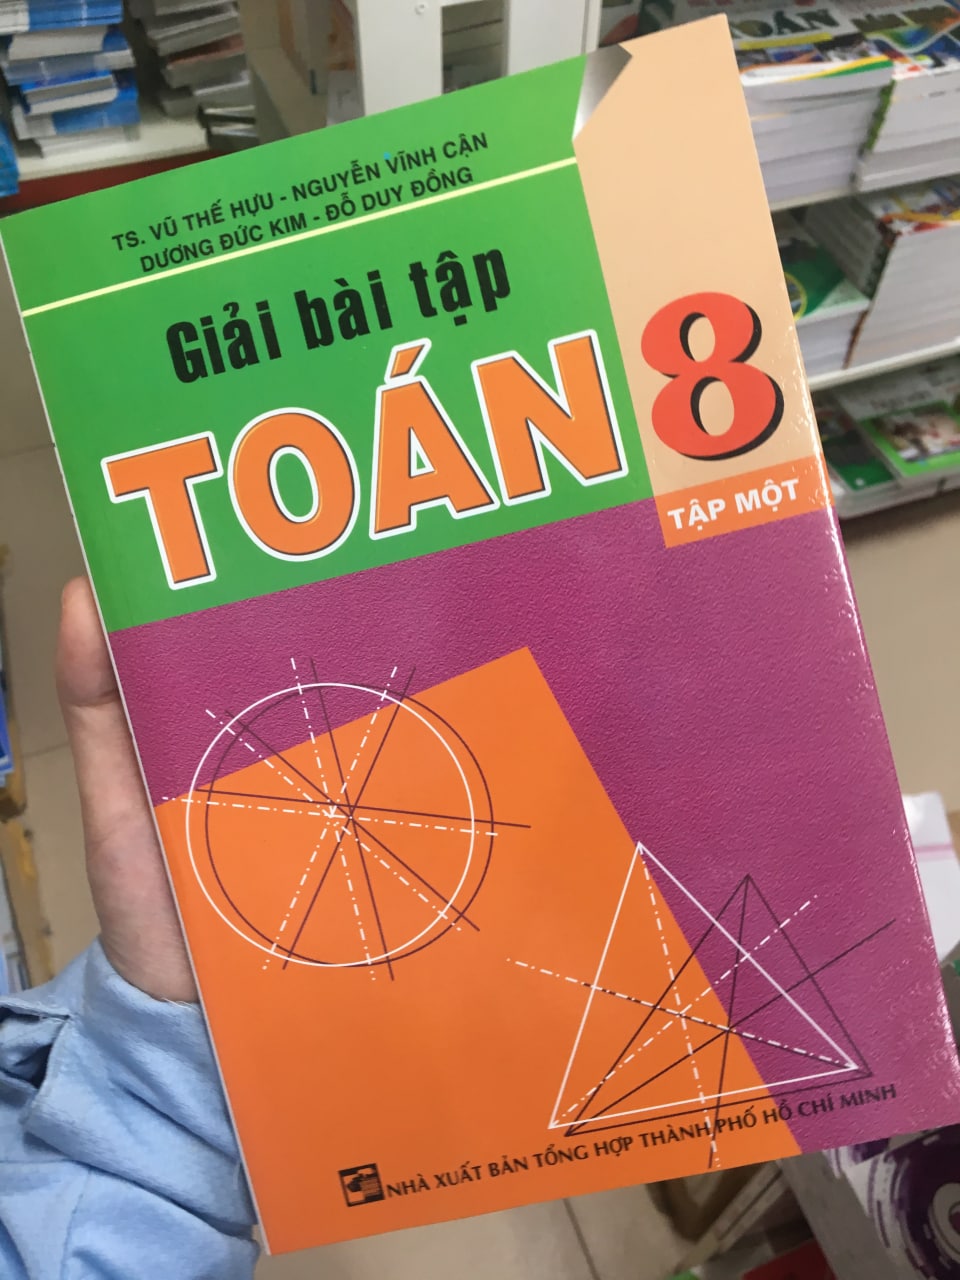 TS. VŨ THẾ HỰU - NGUYỄN VĨNH CẬN
DƯƠNG ĐỨC KIM - ĐỖ DUY ĐỒNG
Giải bài tập
TOÁN
8
TẬP MỘT
NHÀ XUẤT BẢN TỔNG HỢP THÀNH PHỐ HỒ CHÍ MINH